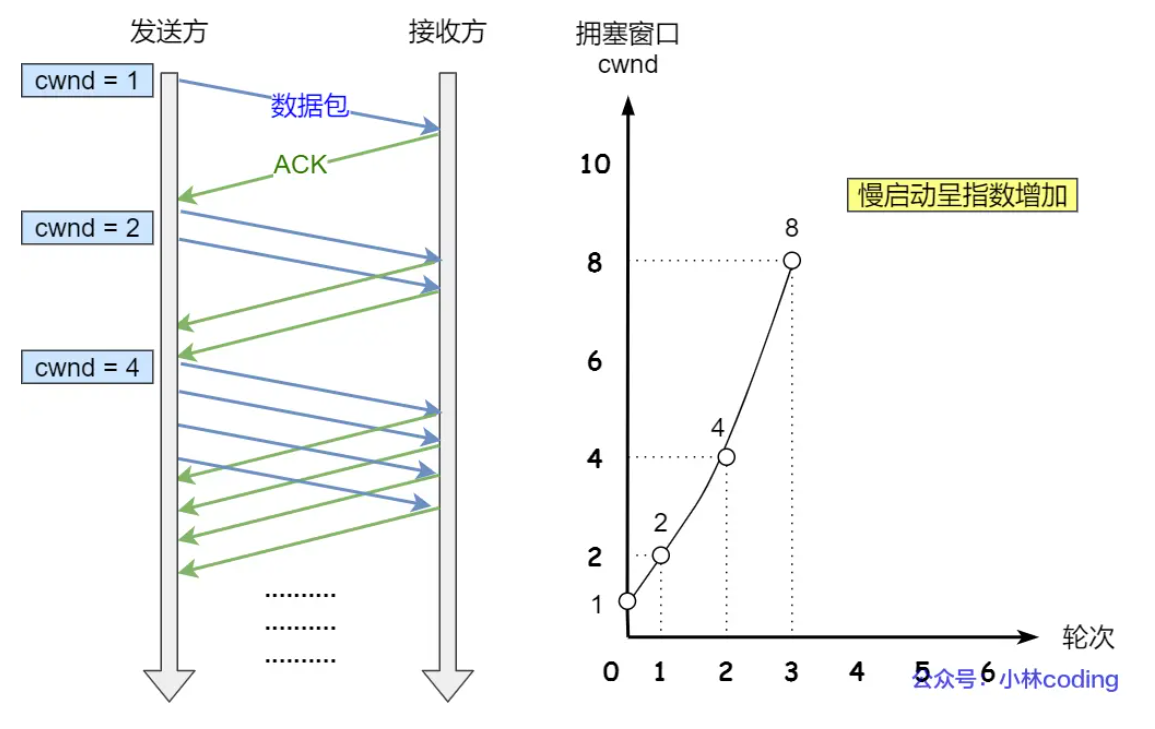 发送方
接收方
cwnd = 1
数据包
ACK
cwnd = 2
cwnd = 4
..........
..........
..........
拥塞窗口
cwnd
慢启动呈指数增加
10
8
8
6
4
4
2
2
1
轮次
0 1 2 3 4 5 6
公众号：小林coding